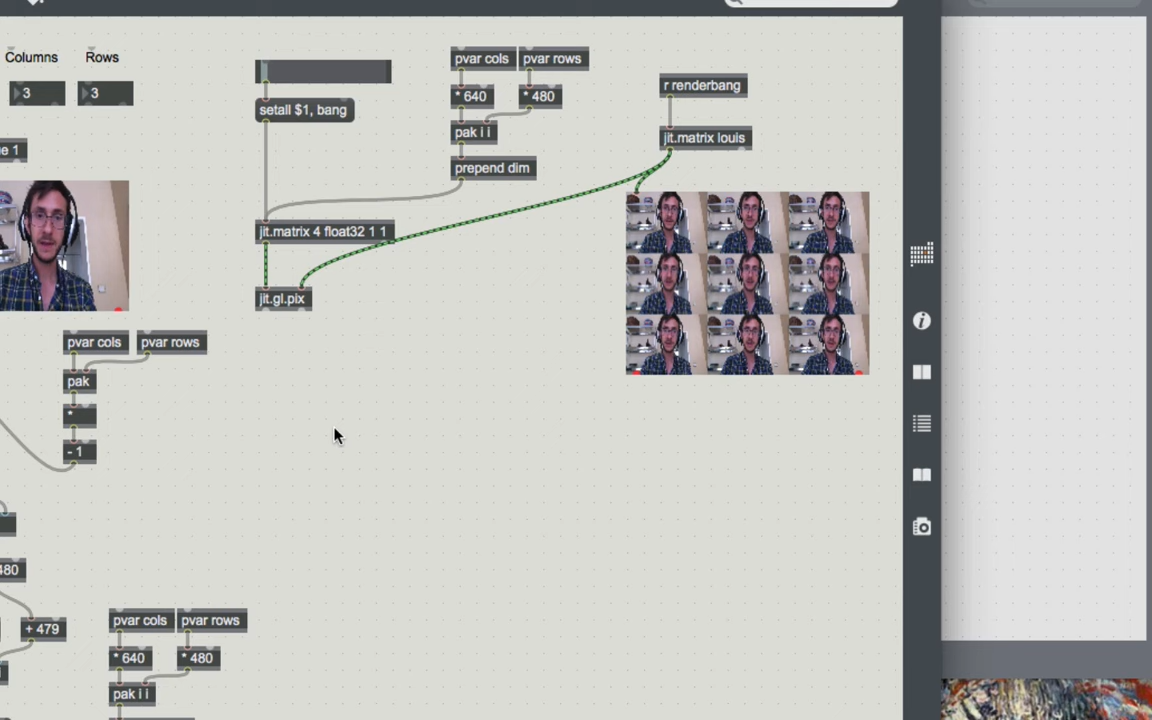 Columns
Rows
3
3
setall $1, bang
pvar cols
pvar rows
* 640
* 480
pak i i
prepend dim
r renderbang
jit.matrix louis
e 1
jit.matrix 4 float32 1 1
jit.gl.pix
pvar cols
pvar rows
pak
*
- 1
480
+ 479
pvar cols
pvar rows
* 640
* 480
pak i i